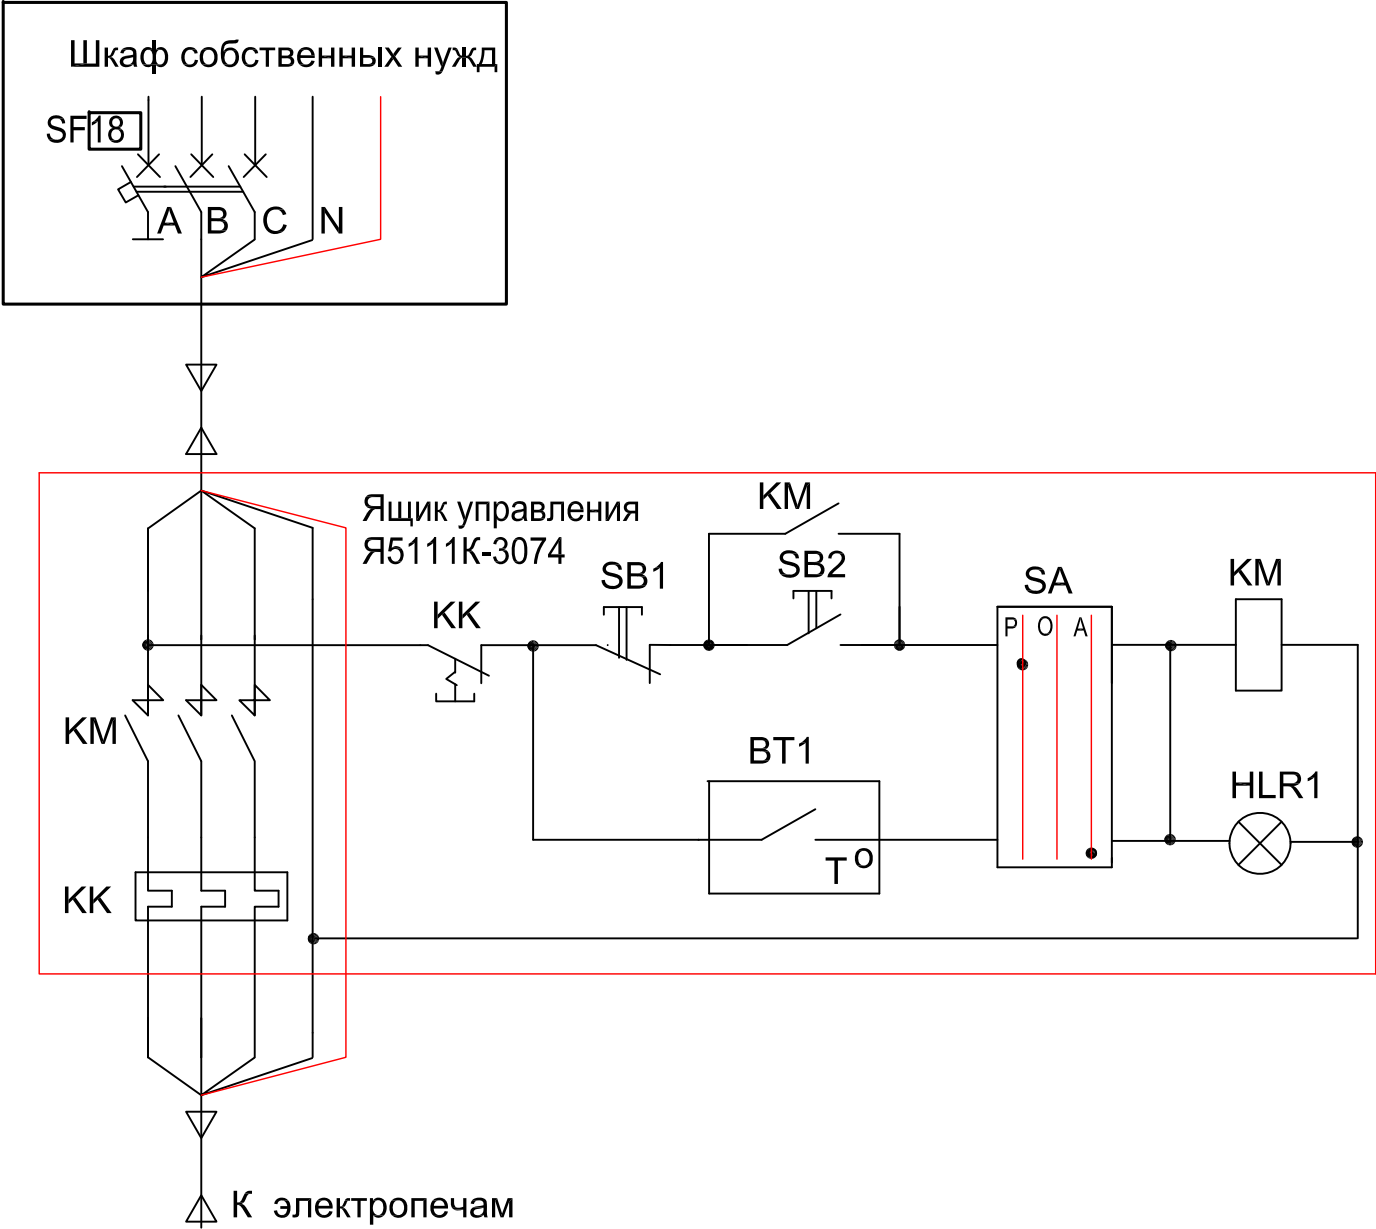 Шкаф собственных нужд
SF18
A B C N
Ящик управления
Я5111К-3074
KM
SB1
SB2
SA
KM
KK
P O A
KM
BT1
HLR1
T o
KK
К электропечам